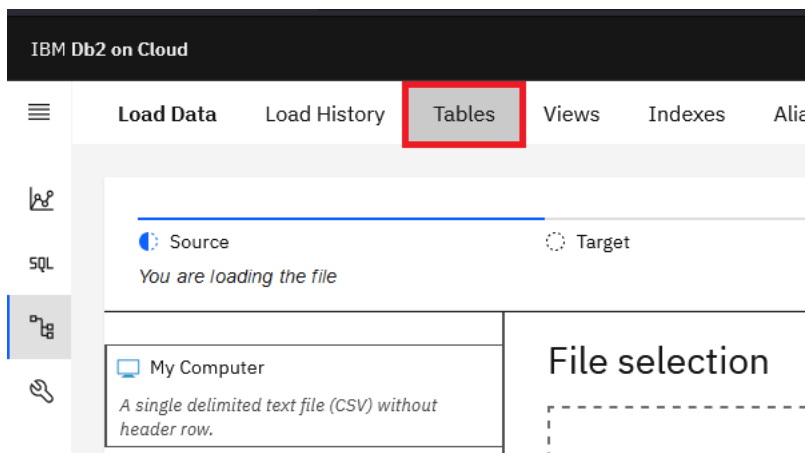 IBM Db2 on Cloud
Load Data Load History Tables Views Indexes Alia
Source
Target
You are loading the file
SQL
My Computer
A single delimited text file (CSV) without
header row.
File selection